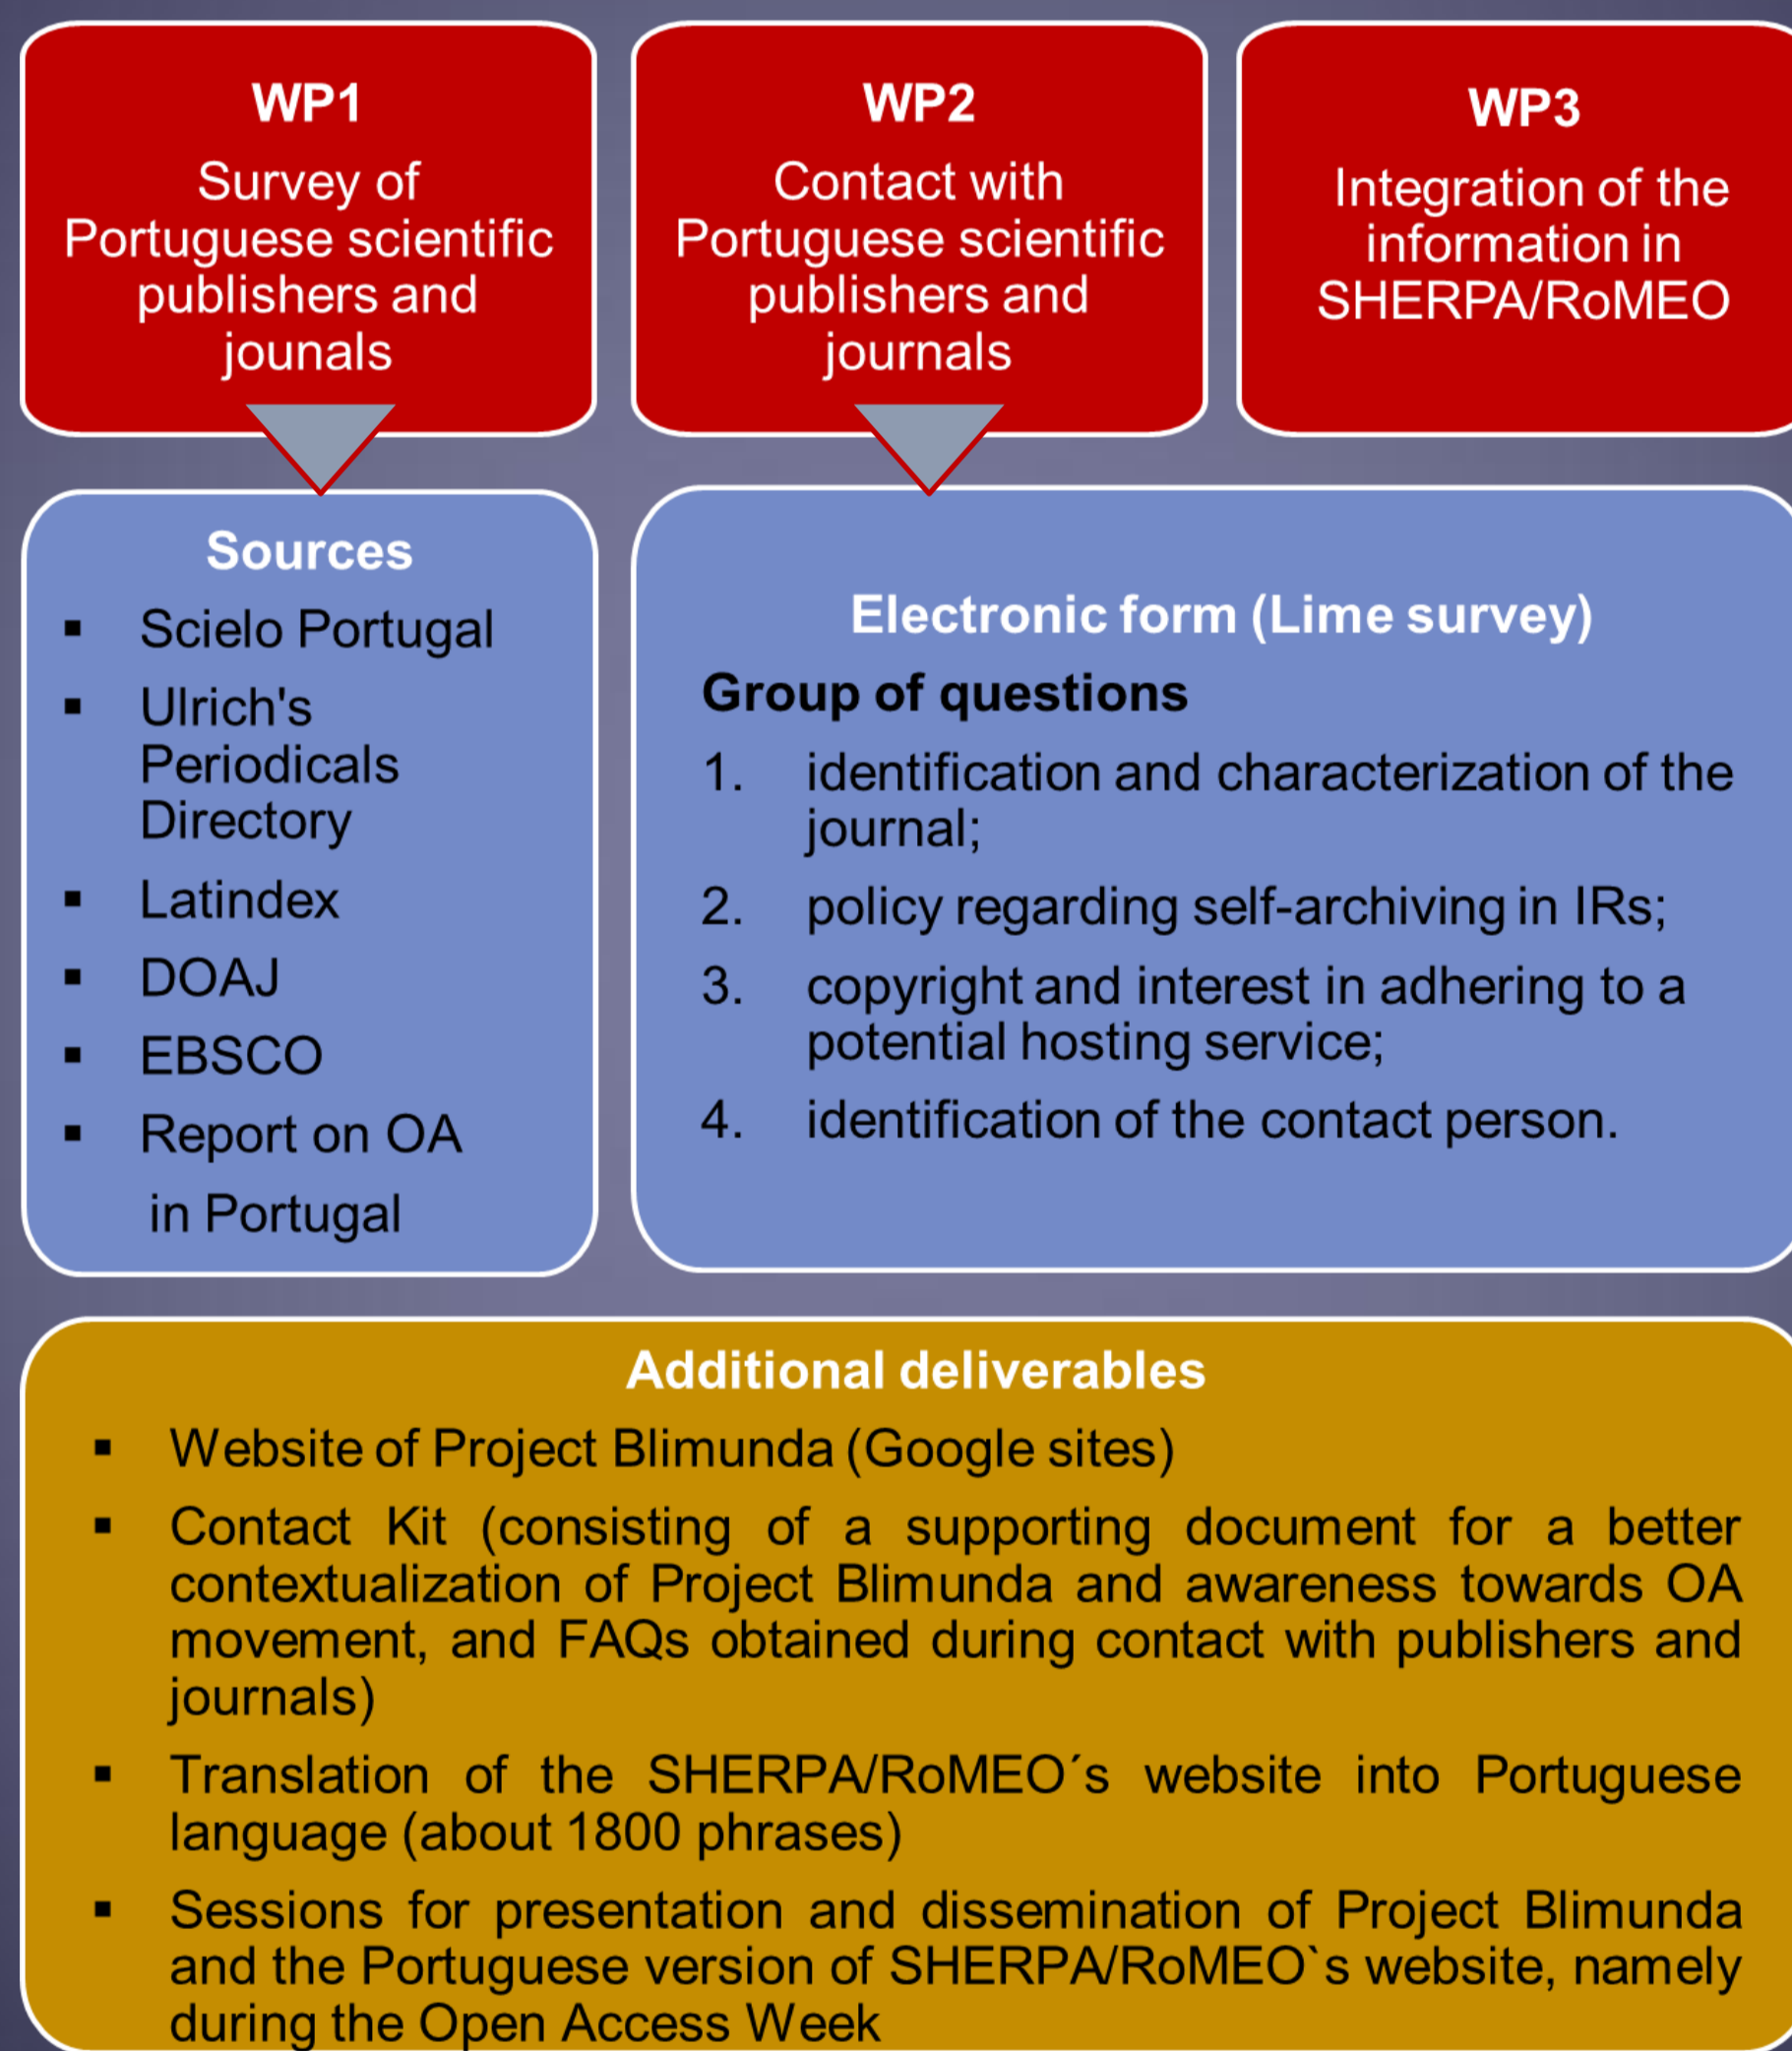 WP1
Survey of
Portuguese scientific
publishers and
jounals
WP2
Contact with
Portuguese scientific
publishers and
journals
WP3
Integration of the
information in
SHERPA/RoMEO
Sources
▪ Scielo Portugal
▪ Ulrich's
Periodicals
Directory
▪ Latindex
▪ DOAJ
▪ EBSCO
▪ Report on OA
in Portugal
Electronic form (Lime survey)
Group of questions
1. identification and characterization of the
journal;
2. policy regarding self-archiving in IRs;
3. copyright and interest in adhering to a
potential hosting service;
4. identification of the contact person.
Additional deliverables
▪ Website of Project Blimunda (Google sites)
▪ Contact Kit (consisting of a supporting document for a better
contextualization of Project Blimunda and awareness towards OA
movement, and FAQs obtained during contact with publishers and
journals)
▪ Translation of the SHERPA/RoMEO´s website into Portuguese
language (about 1800 phrases)
▪ Sessions for presentation and dissemination of Project Blimunda
and the Portuguese version of SHERPA/RoMEO`s website, namely
during the Open Access Week